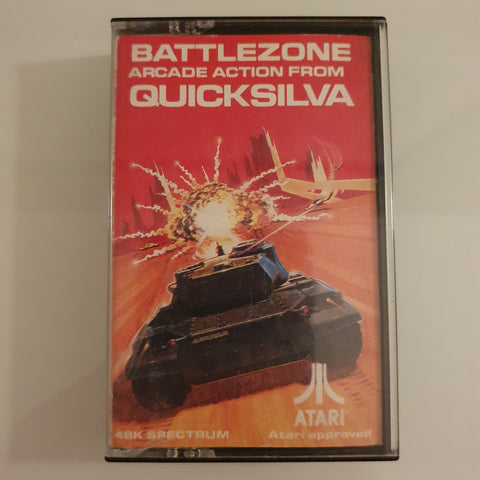 BATTLEZONE
ARCADE ACTION FROM
QUICKSILVA
ATARI
48K SPECTRUM Atari approved